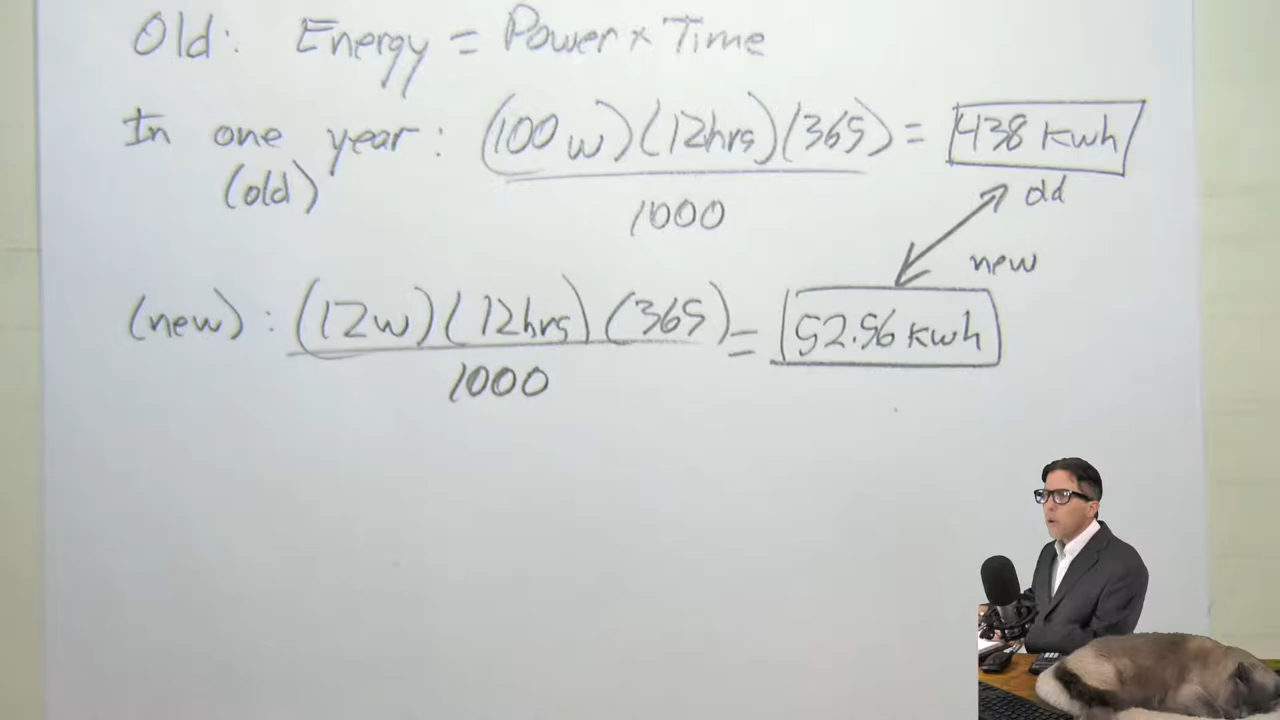 Old: Energy = Power x Time
In one year: (100 w)(12hrs)(365) = 438 kwh
(old)
1000
old
new
(new): (12w)(12hrs)(365) = 52.56 kwh
1000